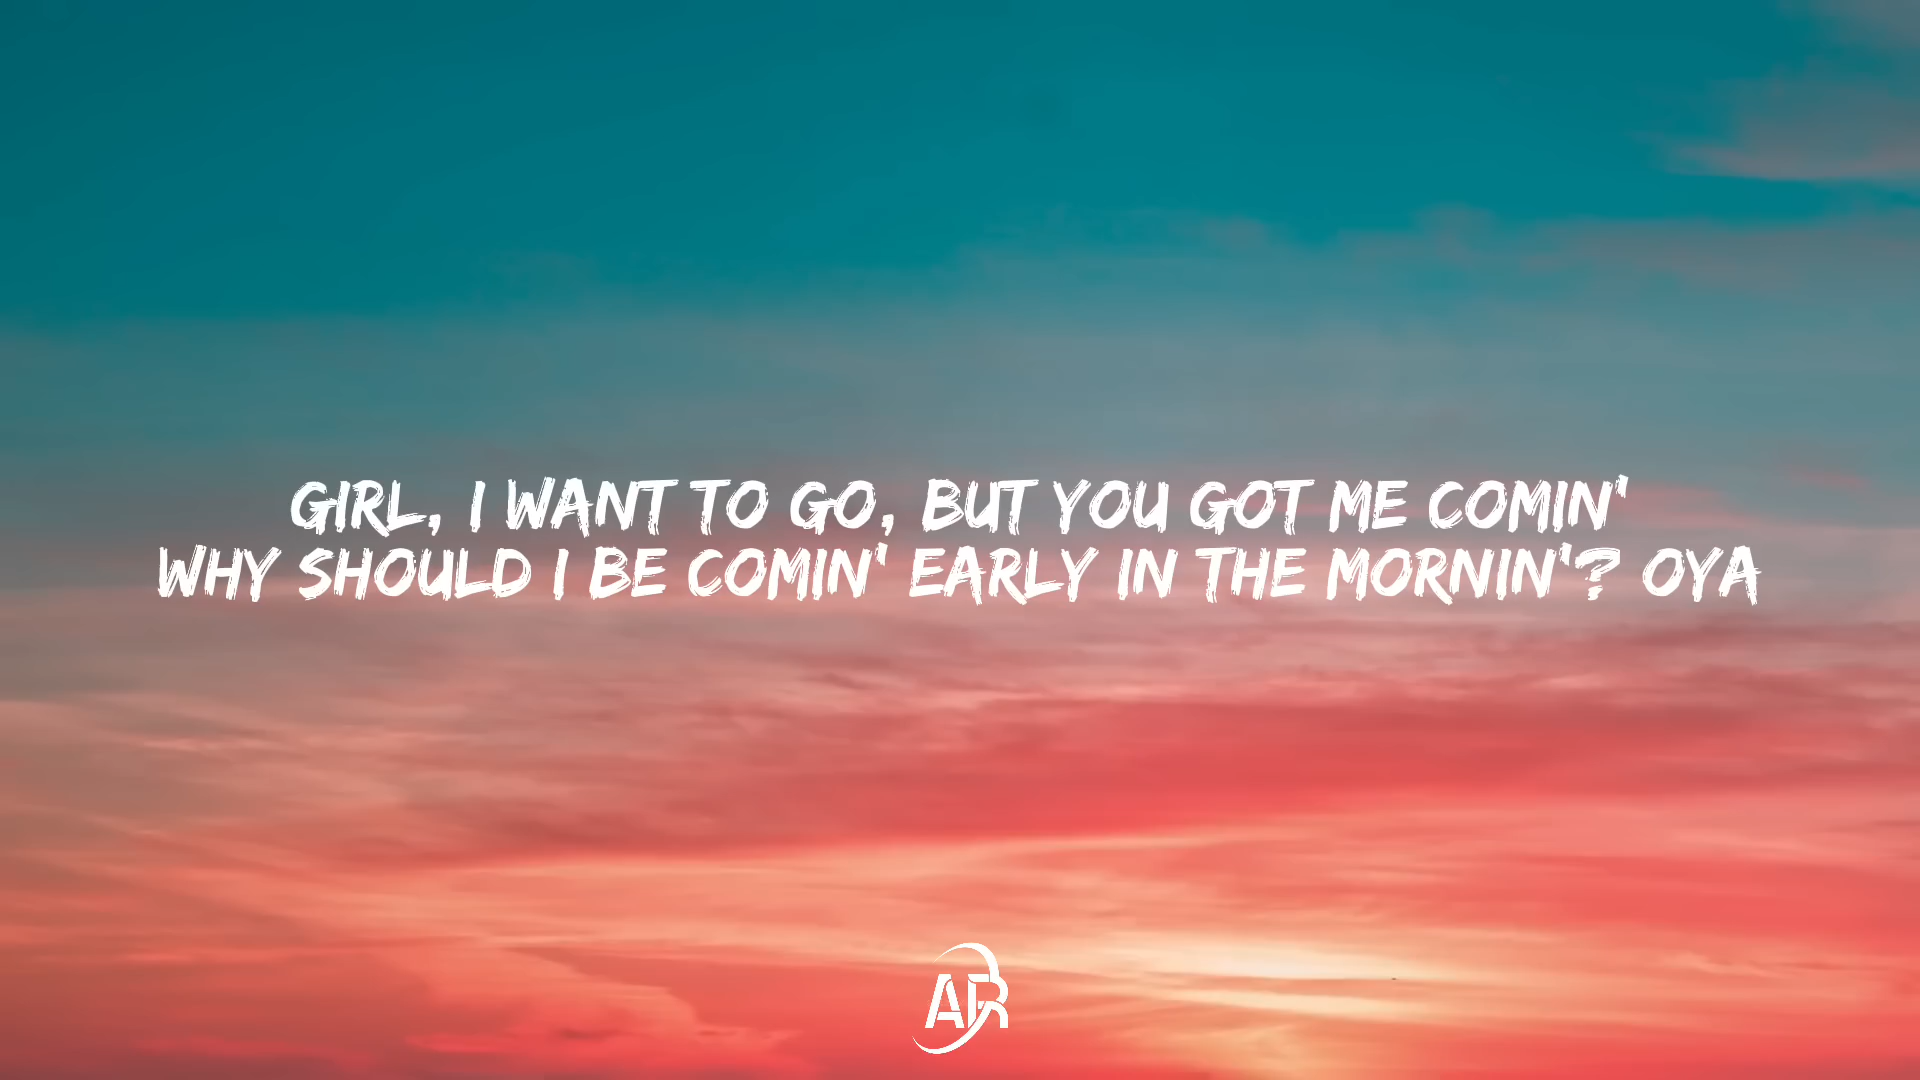 GIRL, I WANT TO GO, BUT YOU GOT ME COMIN'
WHY SHOULD I BE COMIN' EARLY IN THE MORNIN'? OYA
AR